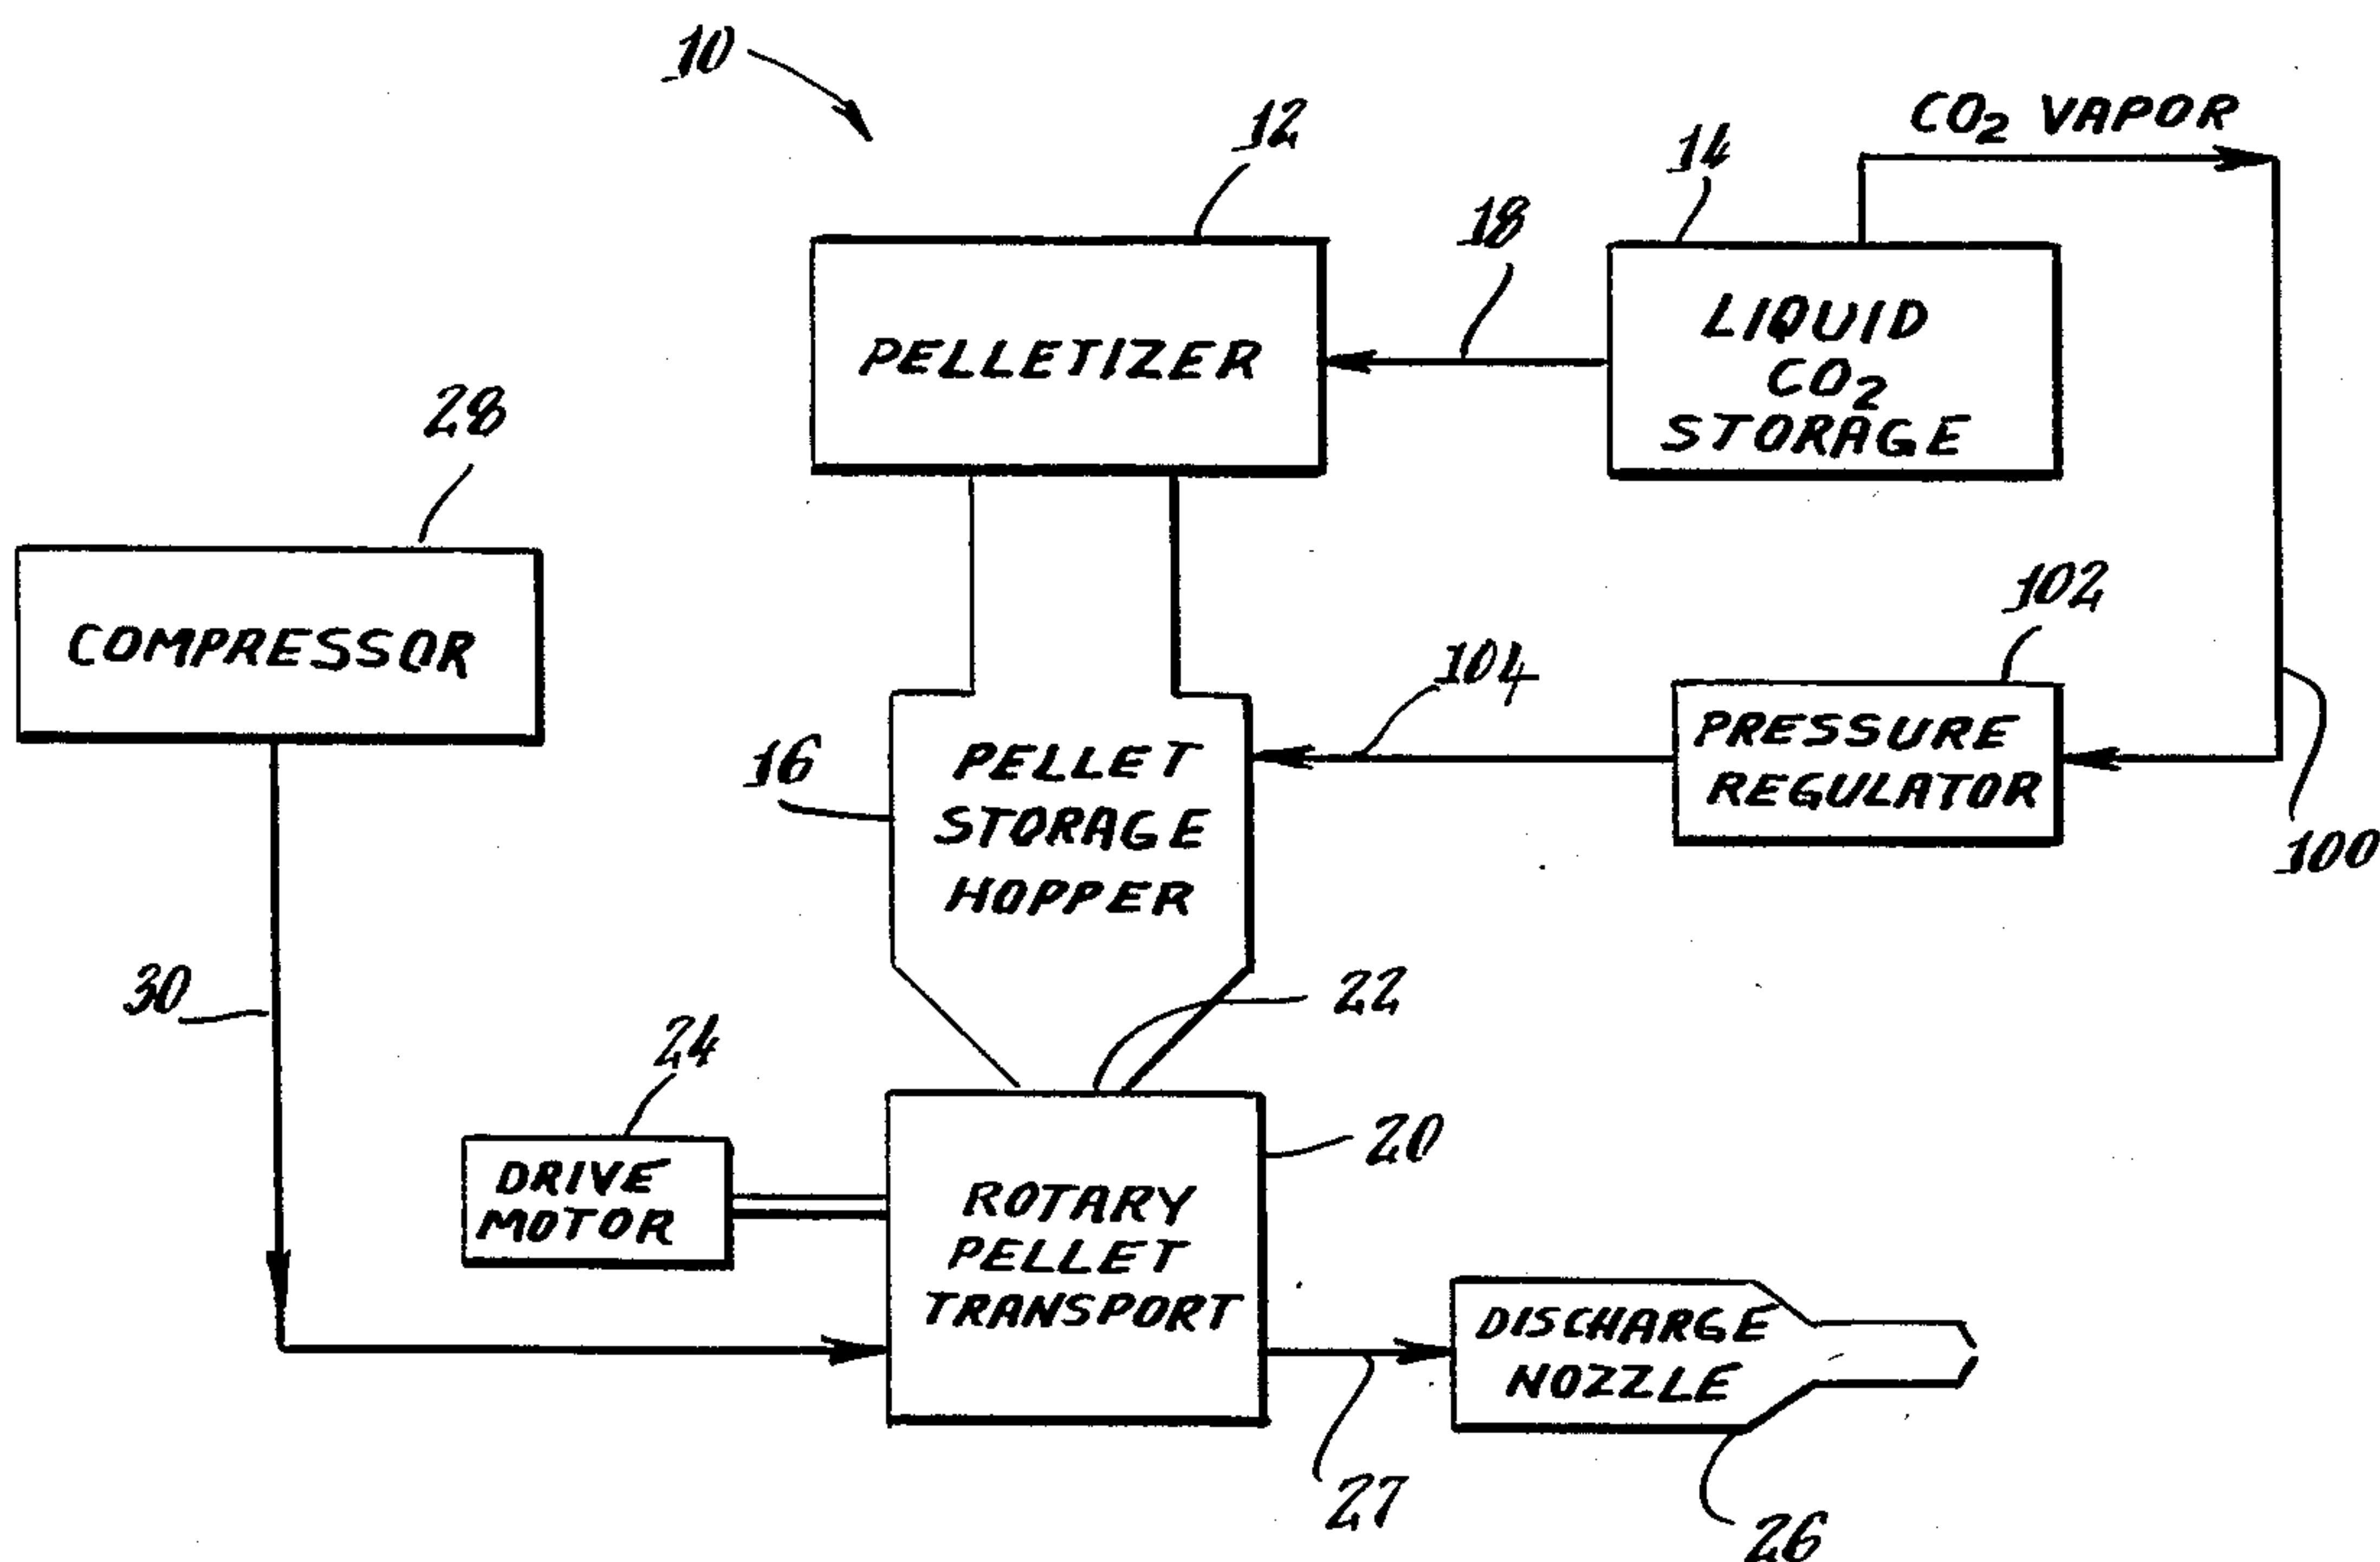 10
12
14
CO2 VAPOR
18
PELLETIZER
LIQUID
CO2
STORAGE
28
COMPRESSOR
102
104
PRESSURE
REGULATOR
100
16
PELLET
STORAGE
HOPPER
30
22
24
20
DRIVE
MOTOR
ROTARY
PELLET
TRANSPORT
DISCHARGE
NOZZLE
27
26